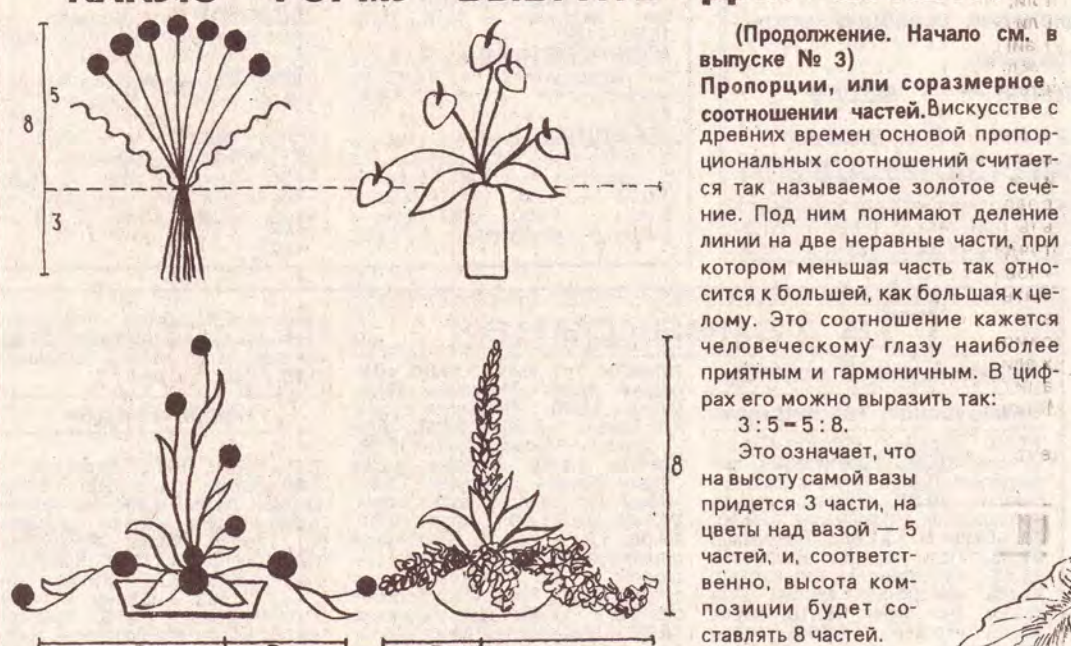 5
8
3
8
(Продолжение. Начало см. в
выпуске № 3)
Пропорции, или соразмерное
соотношении частей. В искусстве с
древних времен основой пропор-
циональных соотношений считает-
ся так называемое золотое сече-
ние. Под ним понимают деление
линии на две неравные части, при
котором меньшая часть так отно-
сится к большей, как большая к це-
лому. Это соотношение кажется
человеческому глазу наиболее
приятным и гармоничным. В циф-
рах его можно выразить так:
3 : 5 = 5 : 8.
Это означает, что
на высоту самой вазы
придется 3 части, на
цветы над вазой — 5
частей, и, соответст-
венно, высота ком-
позиции будет со-
ставлять 8 частей.